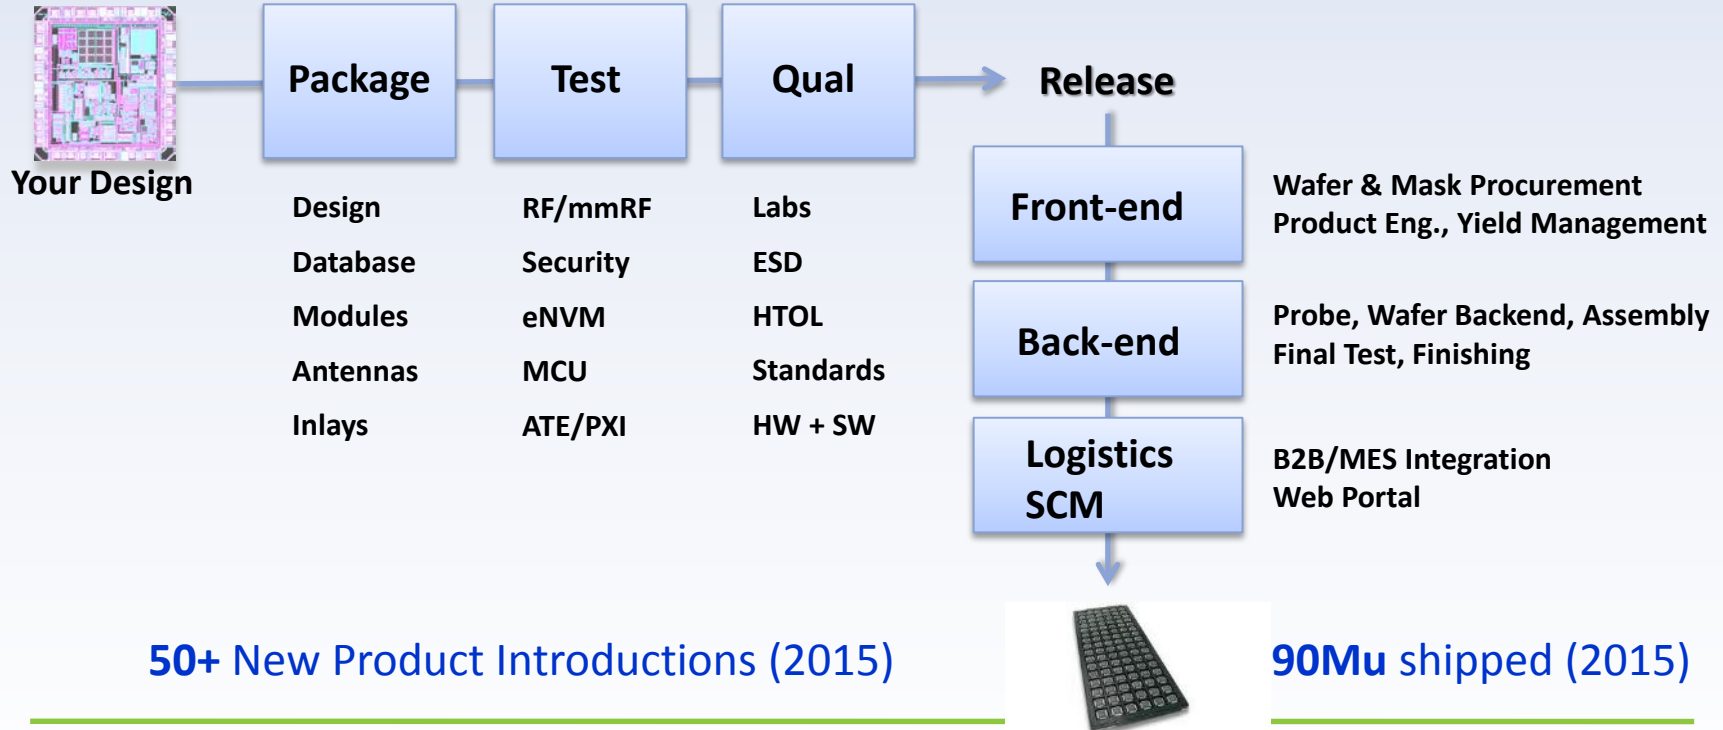 Package
Test
Qual
Release
Your Design
Design
Database
Modules
Antennas
Inlays
RF/mmRF
Security
eNVM
MCU
ATE/PXI
Labs
ESD
HTOL
Standards
HW + SW
Front-end
Wafer & Mask Procurement
Product Eng., Yield Management
Back-end
Probe, Wafer Backend, Assembly
Final Test, Finishing
Logistics
SCM
B2B/MES Integration
Web Portal
50+ New Product Introductions (2015)
90Mu shipped (2015)